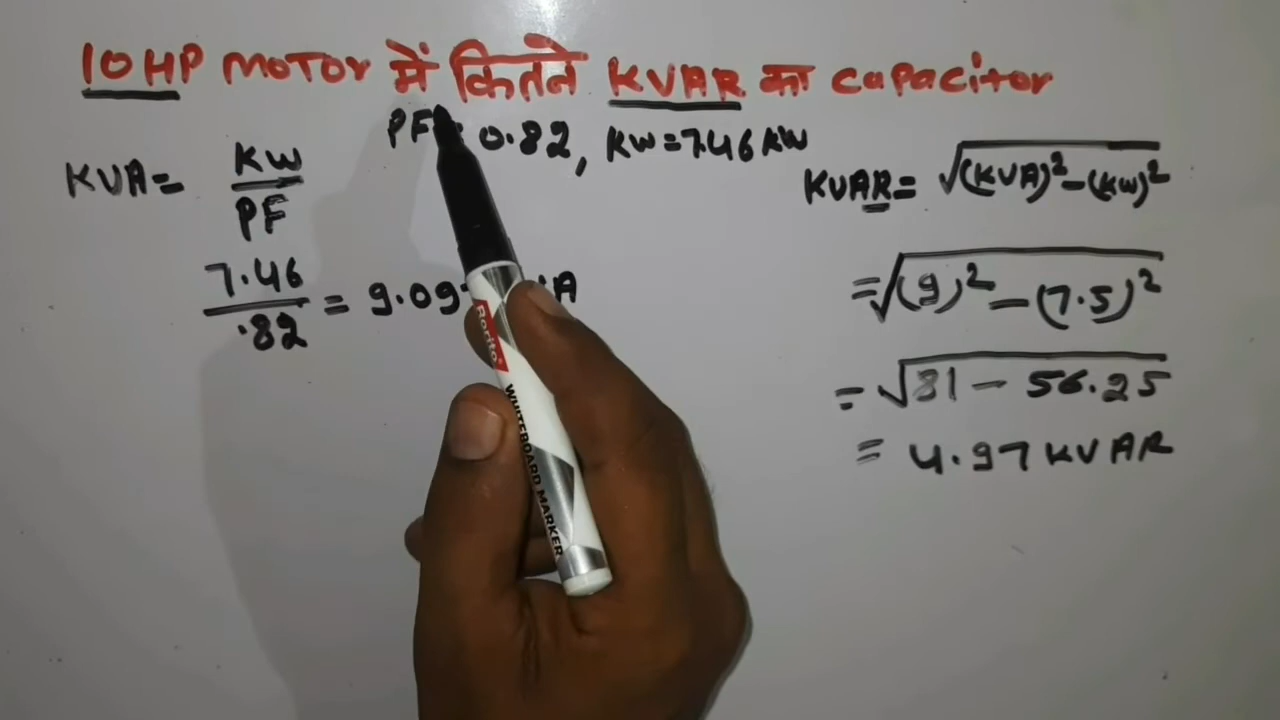 10 HP MOTOR में कितने KVAR का capacitor
PF = 0.82, KW = 7.46 KW
KVA = KW / PF
7.46 / .82 = 9.09
KVAR = √(KVA)² - (KW)²
= √(9)² - (7.5)²
= √81 - 56.25
= 4.97 KVAR
Rorito
WHITEBOARD MARKER